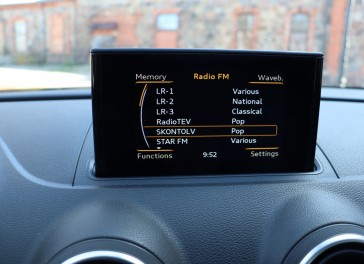 Memory Radio FM Waveb.
LR-1 Various
LR-2 National
LR-3 Classical
RadioTEV Pop
SKONTOLV Pop
STAR FM Various
Functions 9:52 Settings